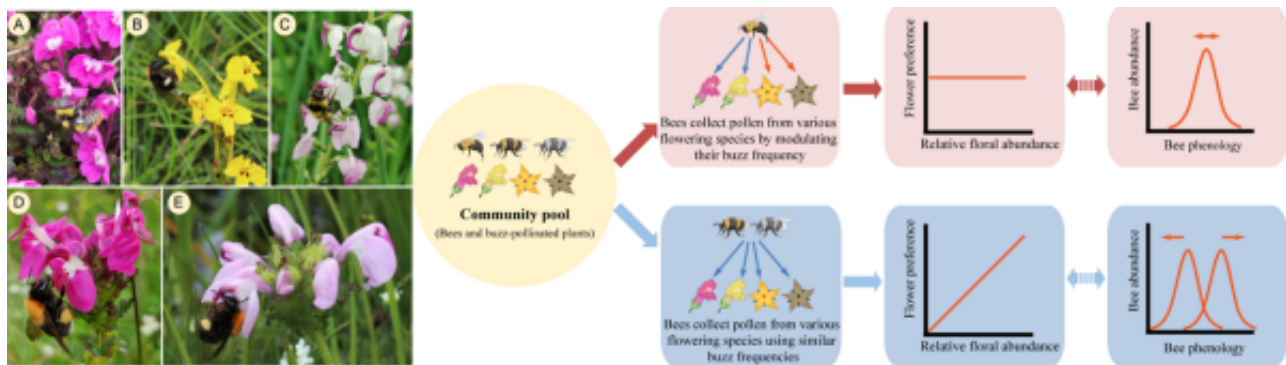 A
B
C
D
E
Community pool
(Bees and buzz-pollinated plants)
Bees collect pollen from various
flowering species by modulating
their buzz frequency
Flower preference
Relative floral abundance
Bee abundance
Bee phenology
Bees collect pollen from various
flowering species using similar
buzz frequencies
Flower preference
Relative floral abundance
Bee abundance
Bee phenology